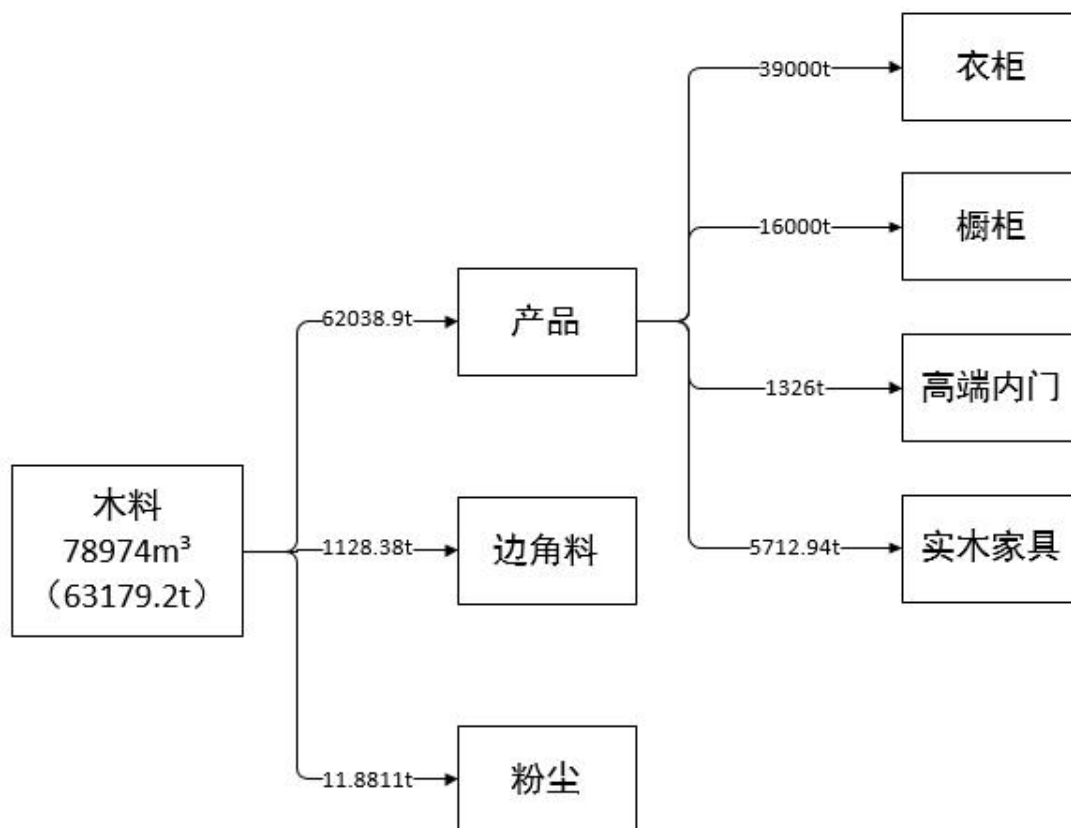 39000t
衣柜
16000t
橱柜
62038.9t
产品
1326t
高端内门
木料
78974m³
（63179.2t）
1128.38t
边角料
5712.94t
实木家具
11.8811t
粉尘